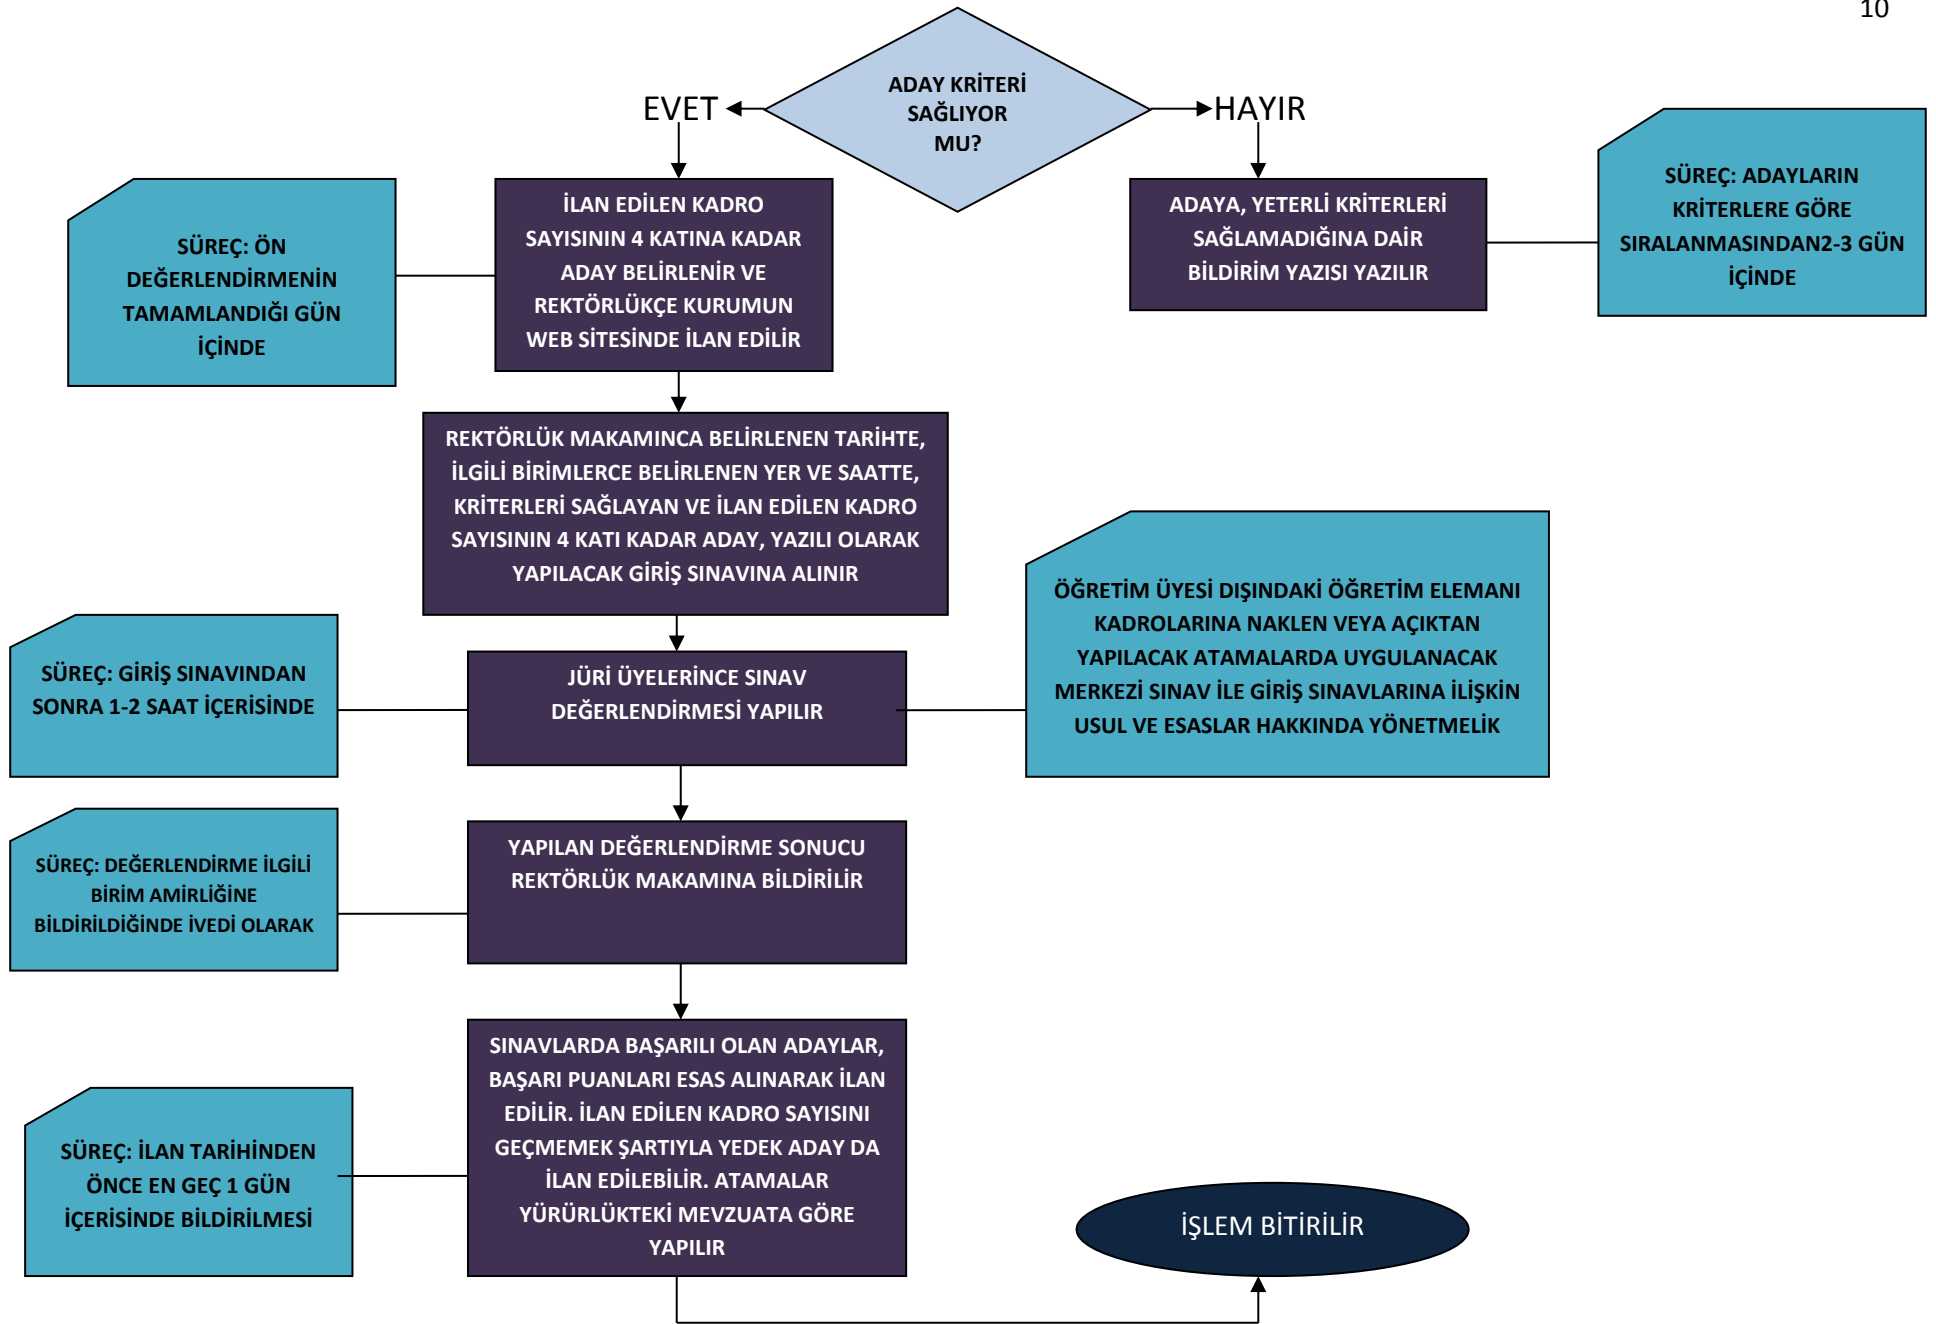 10
ADAY KRİTERİ
SAĞLIYOR
MU?
EVET
HAYIR
SÜREÇ: ÖN
DEĞERLENDİRMENİN
TAMAMLANDIĞI GÜN
İÇİNDE
İLAN EDİLEN KADRO
SAYISININ 4 KATINA KADAR
ADAY BELİRLENİR VE
REKTÖRLÜKÇE KURUMUN
WEB SİTESİNDE İLAN EDİLİR
ADAYA, YETERLİ KRİTERLERİ
SAĞLAMADIĞINA DAİR
BİLDİRİM YAZISI YAZILIR
SÜREÇ: ADAYLARIN
KRİTERLERE GÖRE
SIRALANMASINDAN2-3 GÜN
İÇİNDE
REKTÖRLÜK MAKAMINCA BELİRLENEN TARİHTE,
İLGİLİ BİRİMLERCE BELİRLENEN YER VE SAATTE,
KRİTERLERİ SAĞLAYAN VE İLAN EDİLEN KADRO
SAYISININ 4 KATI KADAR ADAY, YAZILI OLARAK
YAPILACAK GİRİŞ SINAVINA ALINIR
SÜREÇ: GİRİŞ SINAVINDAN
SONRA 1-2 SAAT İÇERİSİNDE
JÜRİ ÜYELERİNCE SINAV
DEĞERLENDİRMESİ YAPILIR
ÖĞRETİM ÜYESİ DIŞINDAKİ ÖĞRETİM ELEMANI
KADROLARINA NAKLEN VEYA AÇIKTAN
YAPILACAK ATAMALARDA UYGULANACAK
MERKEZİ SINAV İLE GİRİŞ SINAVLARINA İLİŞKİN
USUL VE ESASLAR HAKKINDA YÖNETMELİK
SÜREÇ: DEĞERLENDİRME İLGİLİ
BİRİM AMİRLİĞİNE
BİLDİRİLDİĞİNDE İVEDİ OLARAK
YAPILAN DEĞERLENDİRME SONUCU
REKTÖRLÜK MAKAMINA BİLDİRİLİR
SÜREÇ: İLAN TARİHİNDEN
ÖNCE EN GEÇ 1 GÜN
İÇERİSİNDE BİLDİRİLMESİ
SINAVLARDA BAŞARILI OLAN ADAYLAR,
BAŞARI PUANLARI ESAS ALINARAK İLAN
EDİLİR. İLAN EDİLEN KADRO SAYISINI
GEÇMEMEK ŞARTIYLA YEDEK ADAY DA
İLAN EDİLEBİLİR. ATAMALAR
YÜRÜRLÜKTEKİ MEVZUATA GÖRE
YAPILIR
İŞLEM BİTİRİLİR